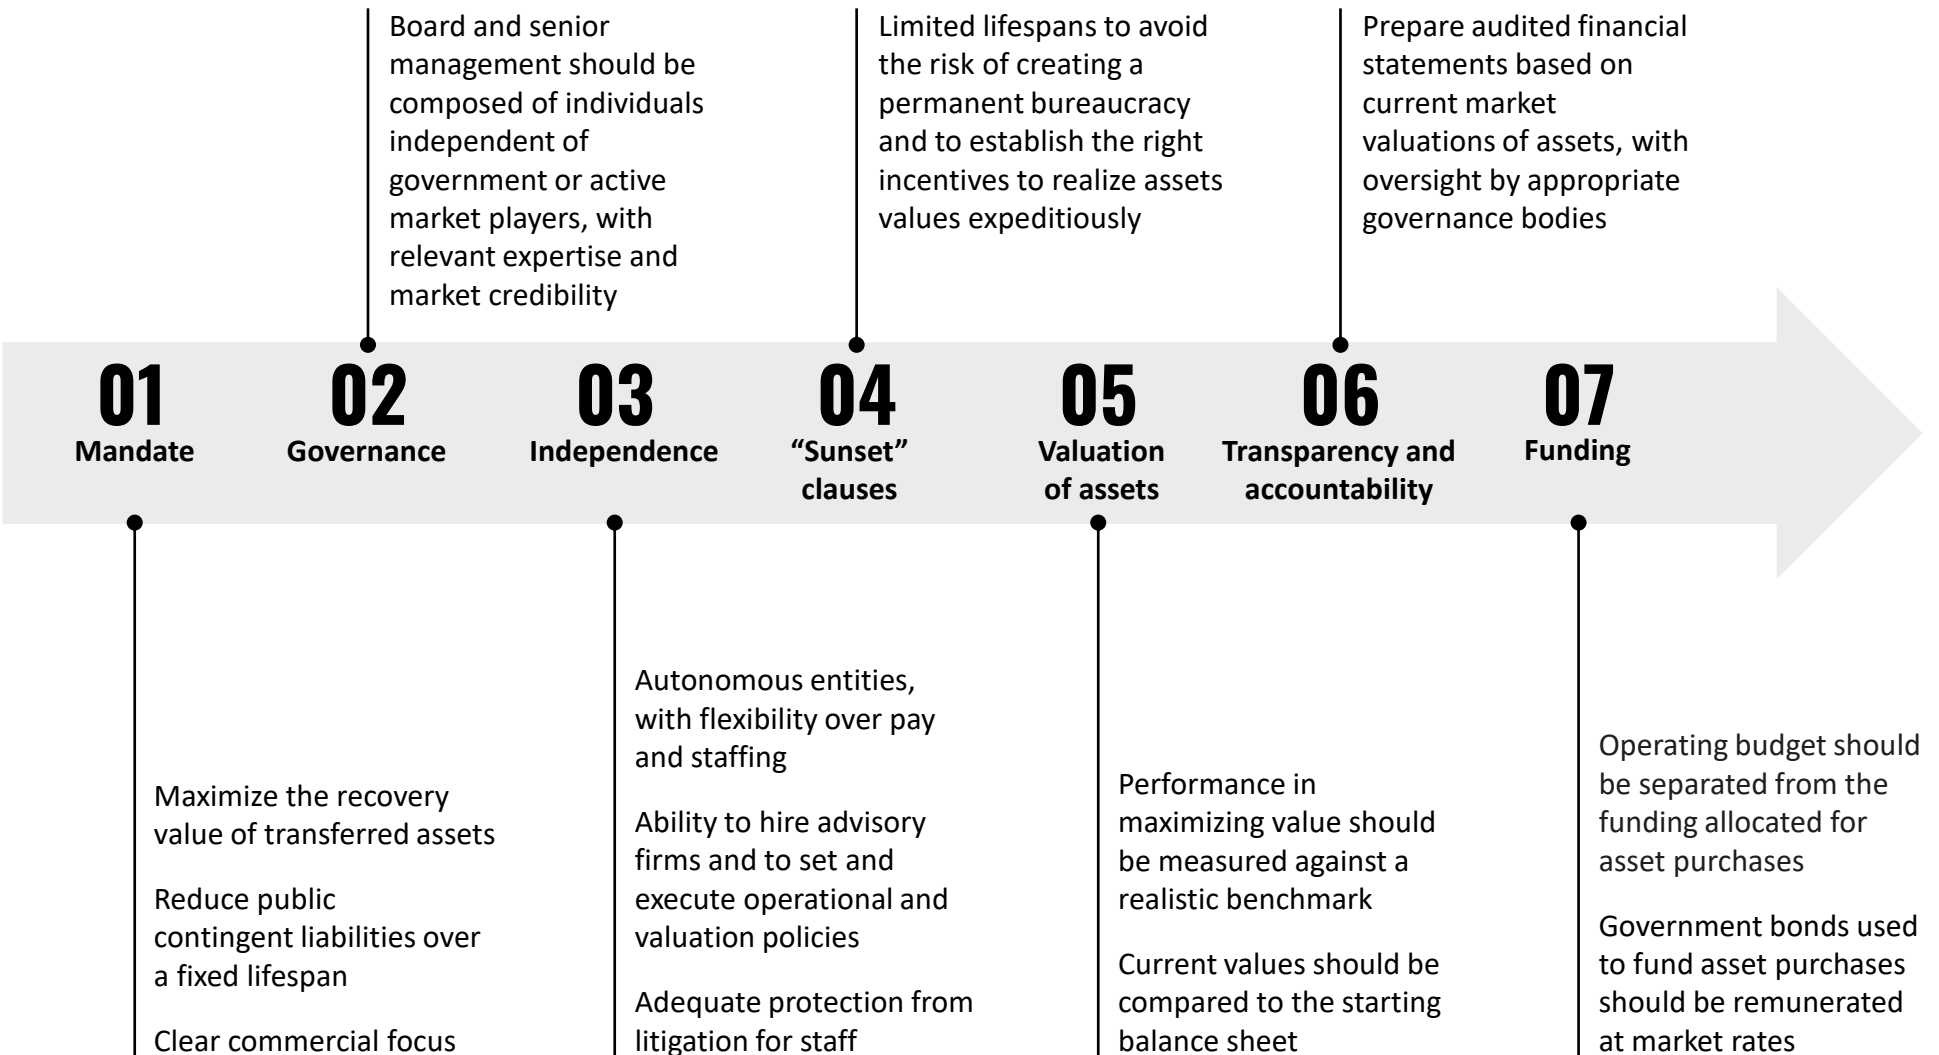 Board and senior
management should be
composed of individuals
independent of
government or active
market players, with
relevant expertise and
market credibility
Limited lifespans to avoid
the risk of creating a
permanent bureaucracy
and to establish the right
incentives to realize assets
values expeditiously
Prepare audited financial
statements based on
current market
valuations of assets, with
oversight by appropriate
governance bodies
01
Mandate
02
Governance
03
Independence
04
“Sunset”
clauses
05
Valuation
of assets
06
Transparency and
accountability
07
Funding
Maximize the recovery
value of transferred assets
Reduce public
contingent liabilities over
a fixed lifespan
Clear commercial focus
Autonomous entities,
with flexibility over pay
and staffing
Ability to hire advisory
firms and to set and
execute operational and
valuation policies
Adequate protection from
litigation for staff
Performance in
maximizing value should
be measured against a
realistic benchmark
Current values should be
compared to the starting
balance sheet
Operating budget should
be separated from the
funding allocated for
asset purchases
Government bonds used
to fund asset purchases
should be remunerated
at market rates